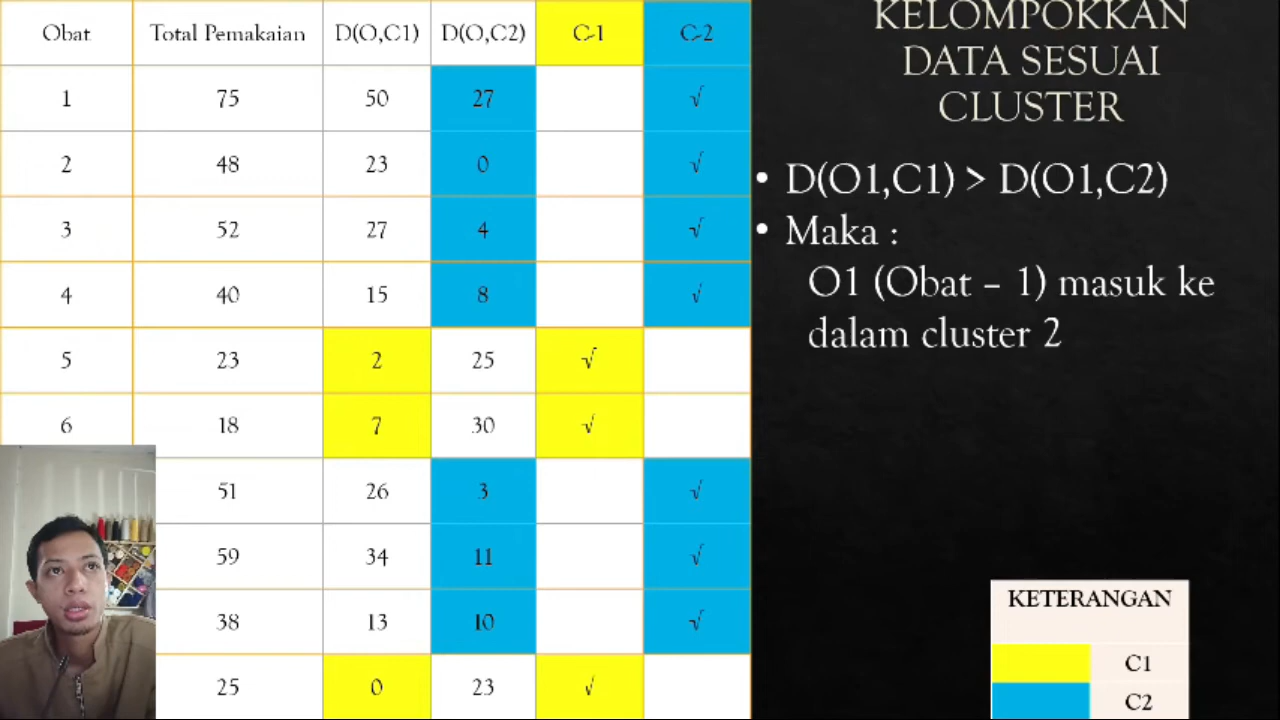 Obat Total Pemakaian D(O,C1) D(O,C2) C-1 C-2
1 75 50 27 √
2 48 23 0 √
3 52 27 4 √
4 40 15 8 √
5 23 2 25 √
6 18 7 30 √
51 26 3 √
59 34 11 √
38 13 10 √
25 0 23 √
KELOMPOKKAN
DATA SESUAI
CLUSTER
• D(O1,C1) > D(O1,C2)
• Maka :
O1 (Obat – 1) masuk ke
dalam cluster 2
KETERANGAN
C1
C2